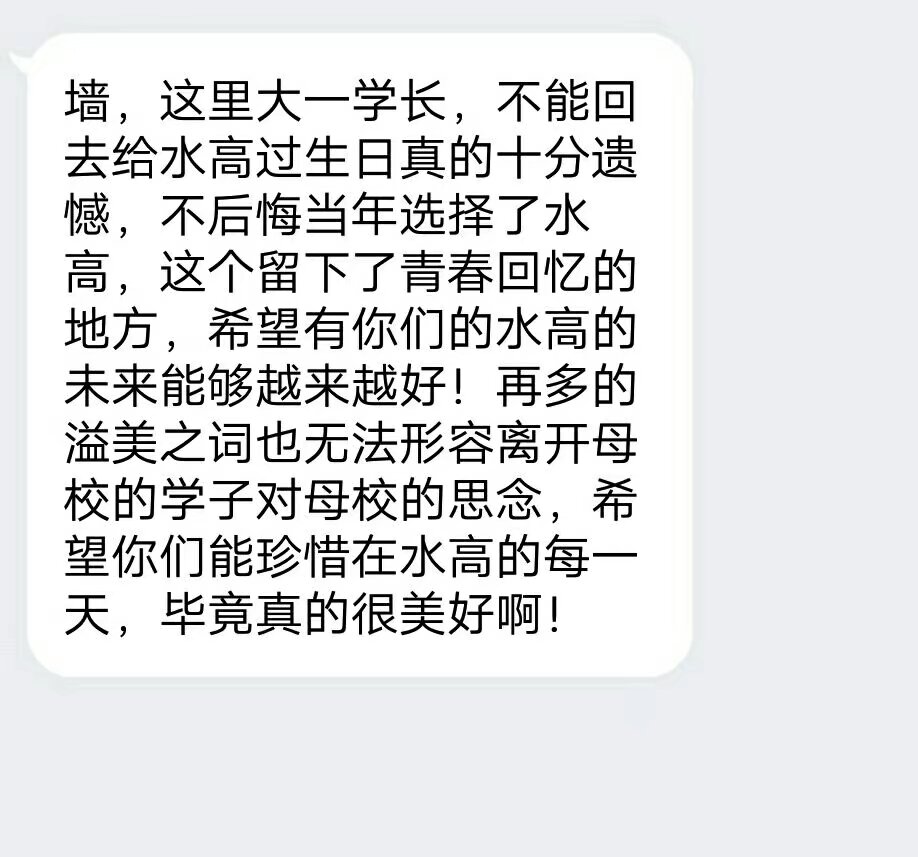 墙，这里大一学长，不能回
去给水高过生日真的十分遗
憾，不后悔当年选择了水
高，这个留下了青春回忆的
地方，希望有你们的水高的
未来能够越来越好！再多的
溢美之词也无法形容离开母
校的学子对母校的思念，希
望你们能珍惜在水高的每一
天，毕竟真的很美好啊！